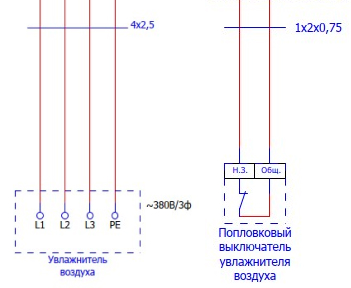 4x2,5
1x2x0,75
Н.З. Общ.
~380В/3ф
L1 L2 L3 PE
Увлажнитель
воздуха
Поплавковый
выключатель
увлажнителя
воздуха